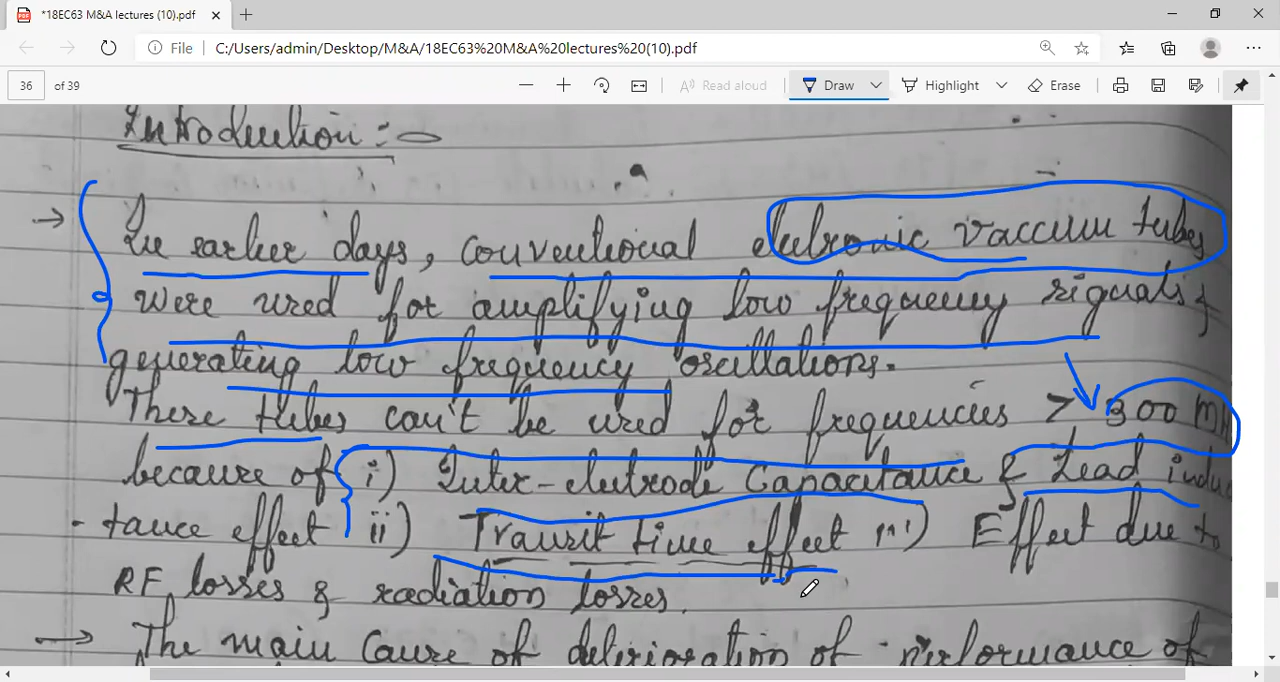 *18EC63 M&A lectures (10).pdf
File C:/Users/admin/Desktop/M&A/18EC63%20M&A%20lectures%20(10).pdf
36 of 39 Read aloud Draw Highlight Erase
Introduction :-
→ In earlier days, conventional electronic vaccum tubes
were used for amplifying low frequency signals &
generating low frequency oscillations.
These tubes can't be used for frequencies > 300 MH
because of i) Inter-electrode Capacitance & Lead induc
-tance effect ii) Transit time effect iii) Effect due to
RF losses & radiation losses.
→ The main cause of deterioration of performance of